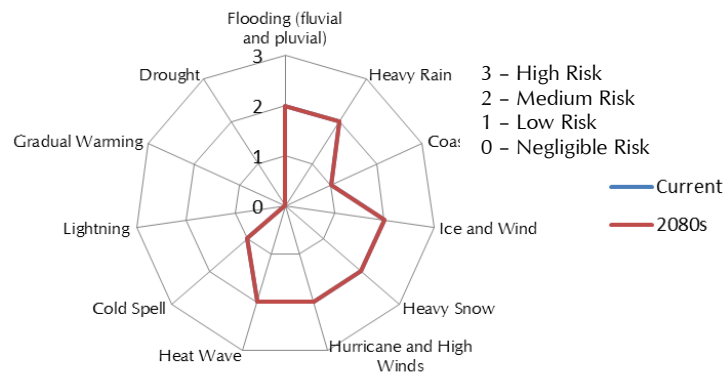 Flooding (fluvial
and pluvial)
3
Drought
Heavy Rain
3 – High Risk
2 – Medium Risk
1 – Low Risk
0 – Negligible Risk
2
Gradual Warming
Coas
1
Current
0
Lightning
Ice and Wind
2080s
Cold Spell
Heavy Snow
Heat Wave
Hurricane and High
Winds